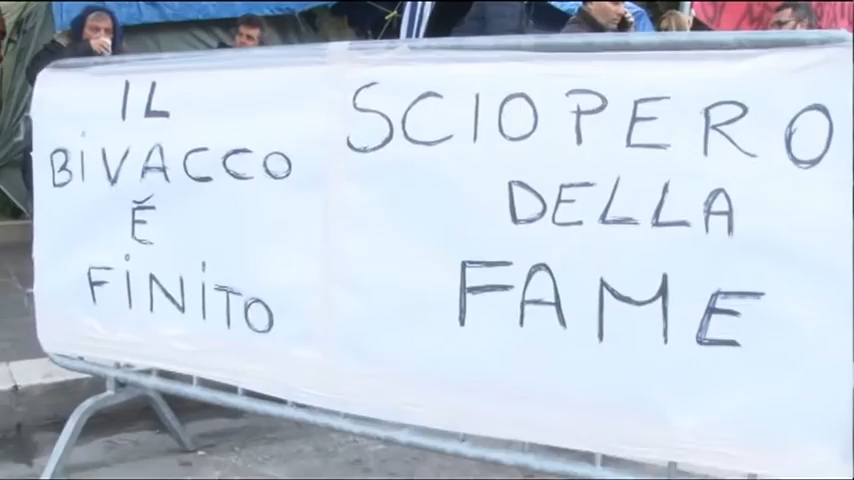 IL
BiVACCO
É
FiNiTO
SCIOPERO
DELLA
FAME